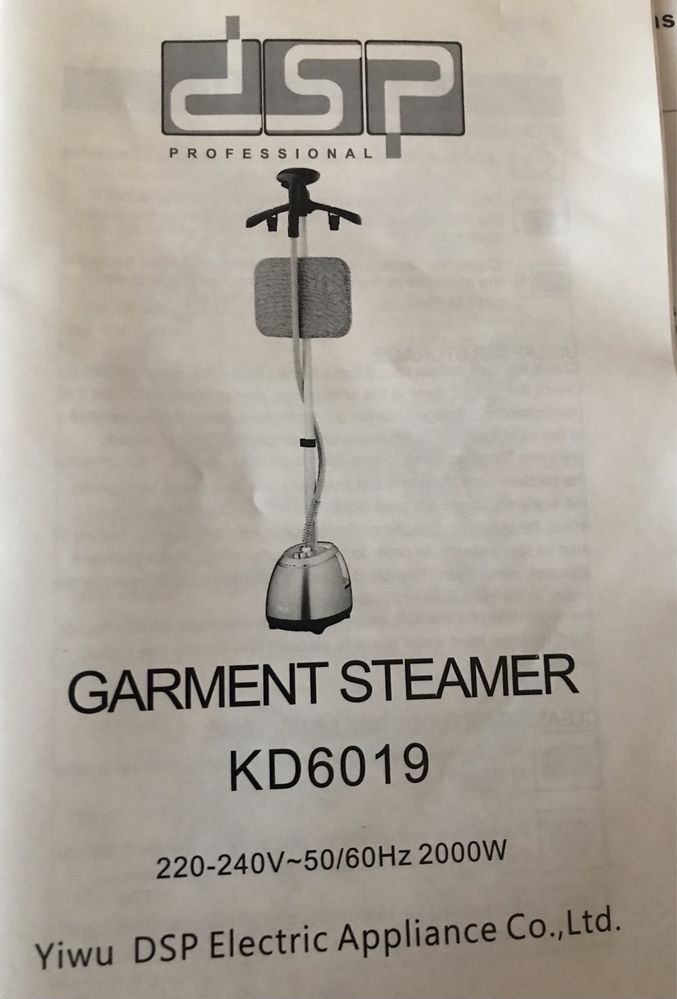 dsp
PROFESSIONAL
GARMENT STEAMER
KD6019
220-240V~50/60Hz 2000W
Yiwu DSP Electric Appliance Co.,Ltd.